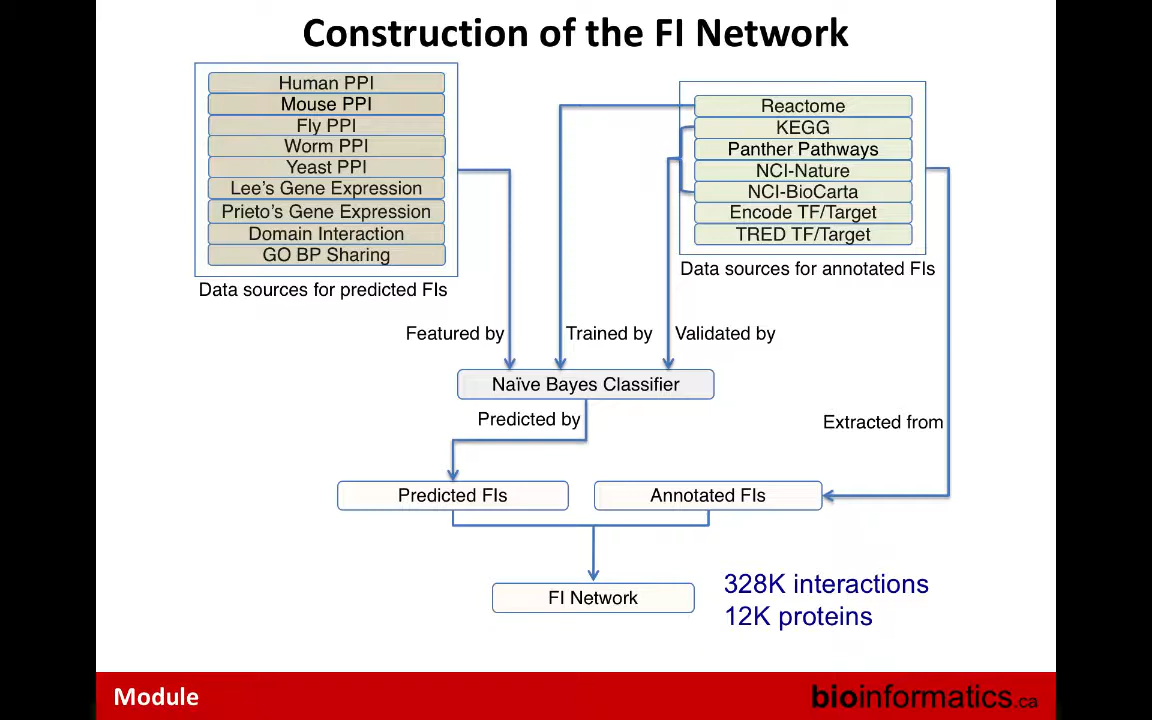 Construction of the FI Network
Human PPI
Mouse PPI
Fly PPI
Worm PPI
Yeast PPI
Lee's Gene Expression
Prieto's Gene Expression
Domain Interaction
GO BP Sharing
Data sources for predicted FIs
Reactome
KEGG
Panther Pathways
NCI-Nature
NCI-BioCarta
Encode TF/Target
TRED TF/Target
Data sources for annotated FIs
Featured by
Trained by
Validated by
Naïve Bayes Classifier
Predicted by
Extracted from
Predicted FIs
Annotated FIs
FI Network
328K interactions
12K proteins
Module
bioinformatics.ca